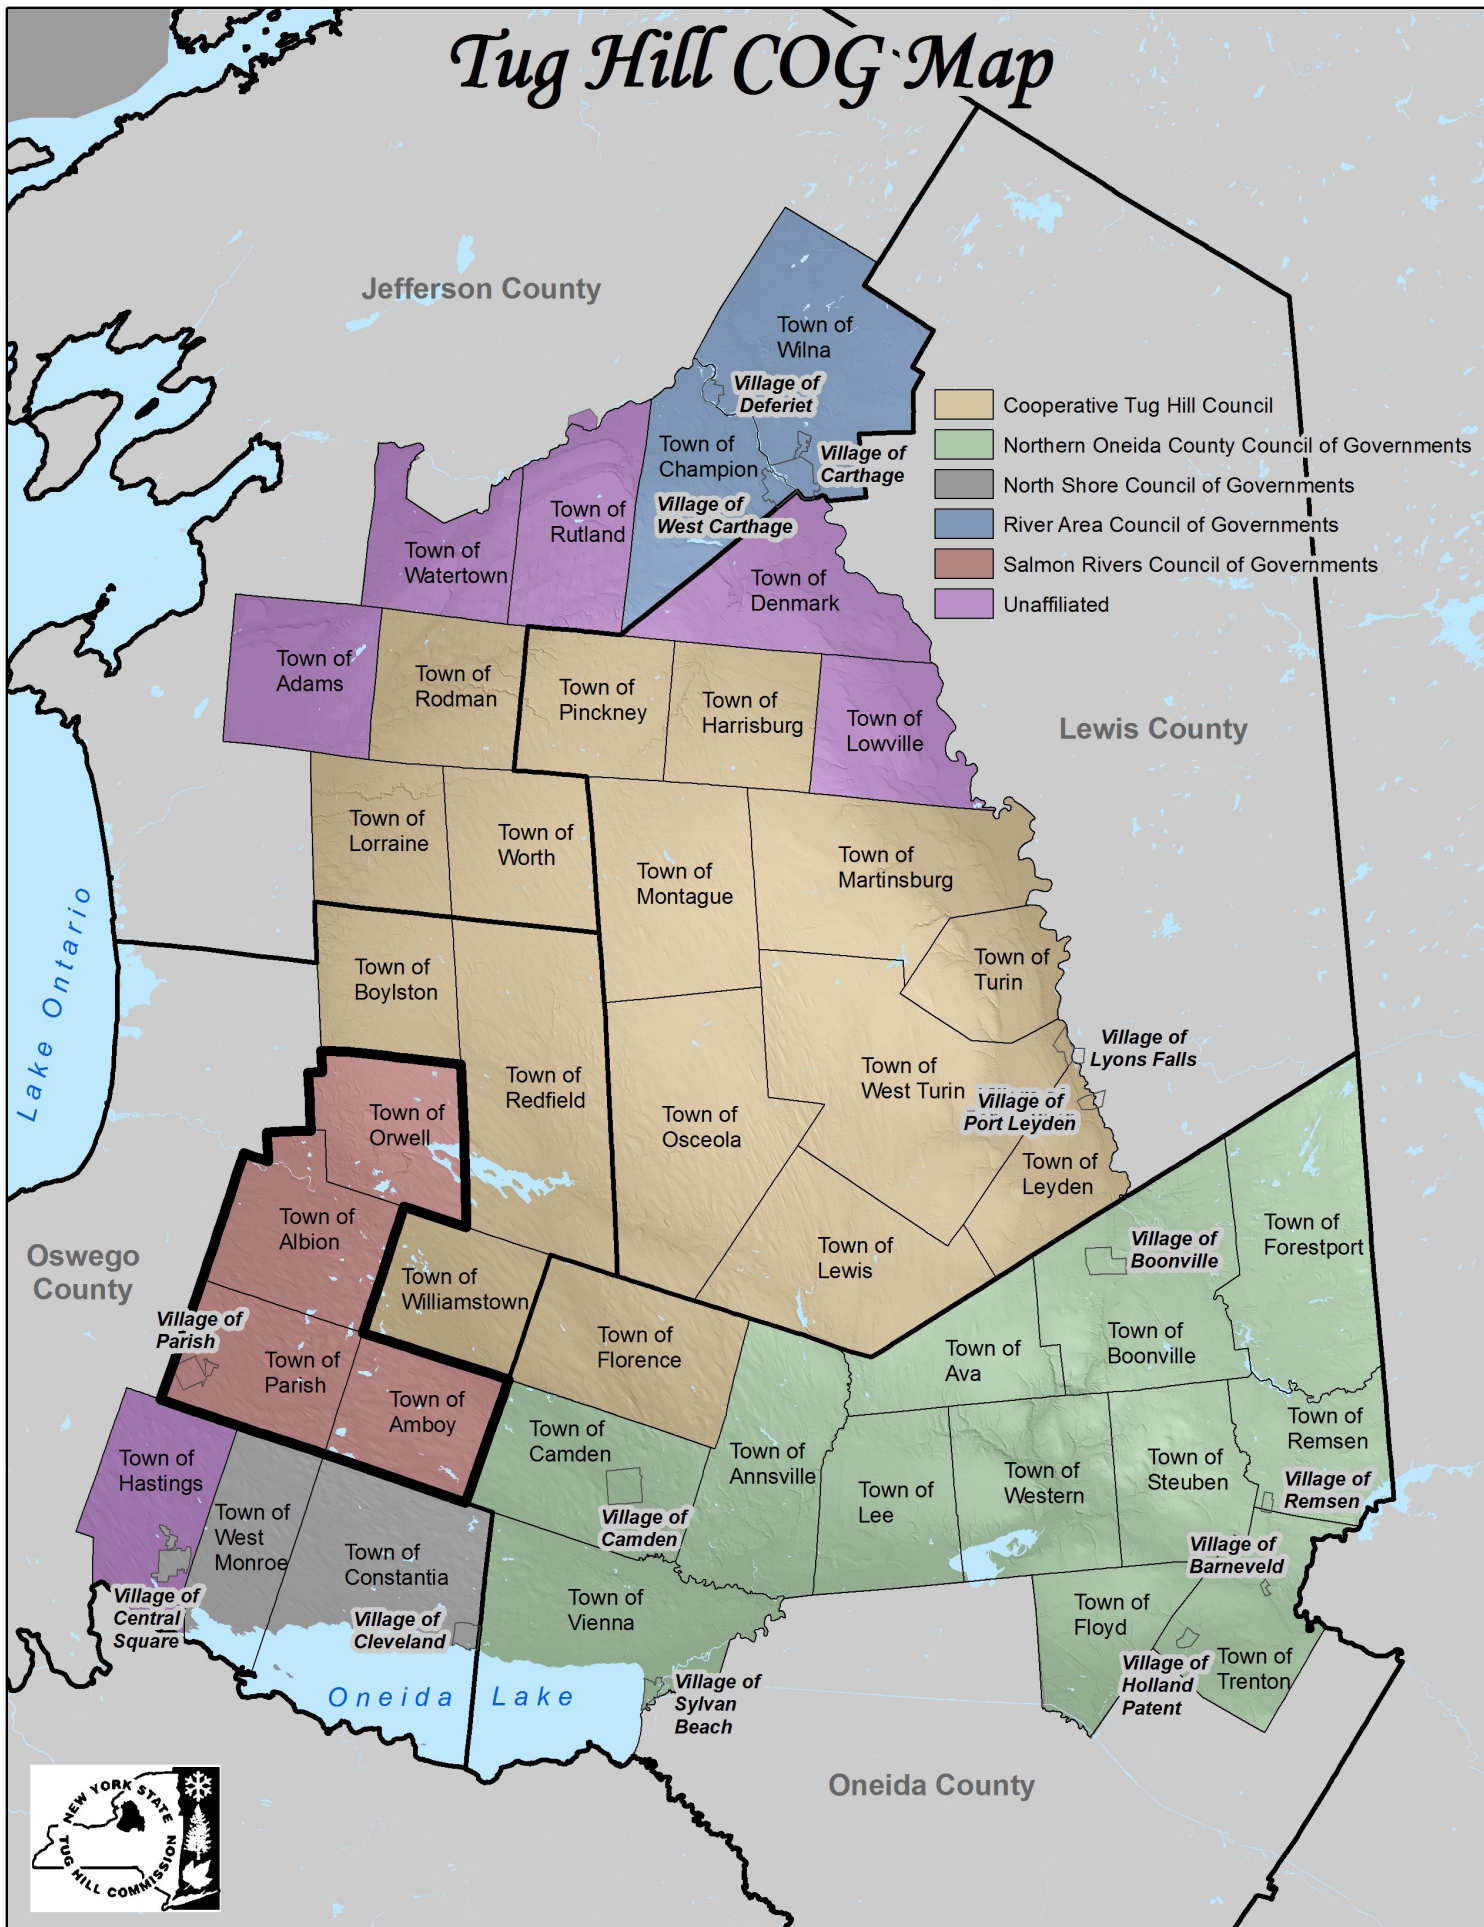 Tug Hill COG Map
Jefferson County
Town of
Wilna
Village of
Deferiet
Town of
Champion
Village of
Carthage
Village of
West Carthage
Cooperative Tug Hill Council
Northern Oneida County Council of Governments
North Shore Council of Governments
River Area Council of Governments
Salmon Rivers Council of Governments
Unaffiliated
Town of
Rutland
Town of
Watertown
Town of
Denmark
Town of
Adams
Town of
Rodman
Town of
Pinckney
Town of
Harrisburg
Town of
Lowville
Lewis County
Town of
Lorraine
Town of
Worth
Town of
Montague
Town of
Martinsburg
Lake Ontario
Town of
Boylston
Town of
Turin
Town of
Redfield
Town of
Osceola
Town of
West Turin
Village of
Lyons Falls
Village of
Port Leyden
Town of
Orwell
Town of
Leyden
Town of
Albion
Oswego
County
Town of
Williamstown
Town of
Lewis
Village of
Boonville
Town of
Forestport
Village of
Parish
Town of
Parish
Town of
Florence
Town of
Ava
Town of
Boonville
Town of
Amboy
Town of
Hastings
Town of
Camden
Town of
Annsville
Town of
Lee
Town of
Western
Town of
Steuben
Town of
Remsen
Village of
Remsen
Town of
West
Monroe
Town of
Constantia
Village of
Camden
Village of
Barneveld
Village of
Central
Square
Village of
Cleveland
Town of
Vienna
Town of
Floyd
Village of
Holland
Patent
Town of
Trenton
Oneida Lake
Village of
Sylvan
Beach
Oneida County
NEW YORK STATE
TUG HILL COMMISSION